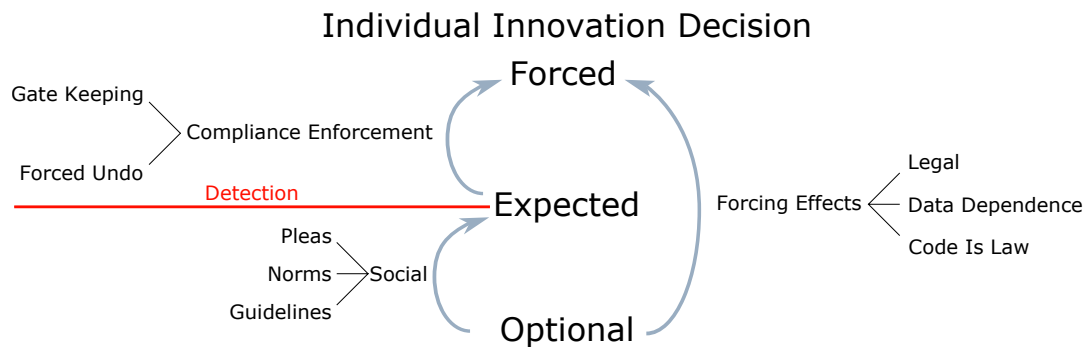 Individual Innovation Decision
Forced
Gate Keeping
Compliance Enforcement
Forced Undo
Detection
Expected
Legal
Forcing Effects
Data Dependence
Code Is Law
Pleas
Norms
Social
Guidelines
Optional